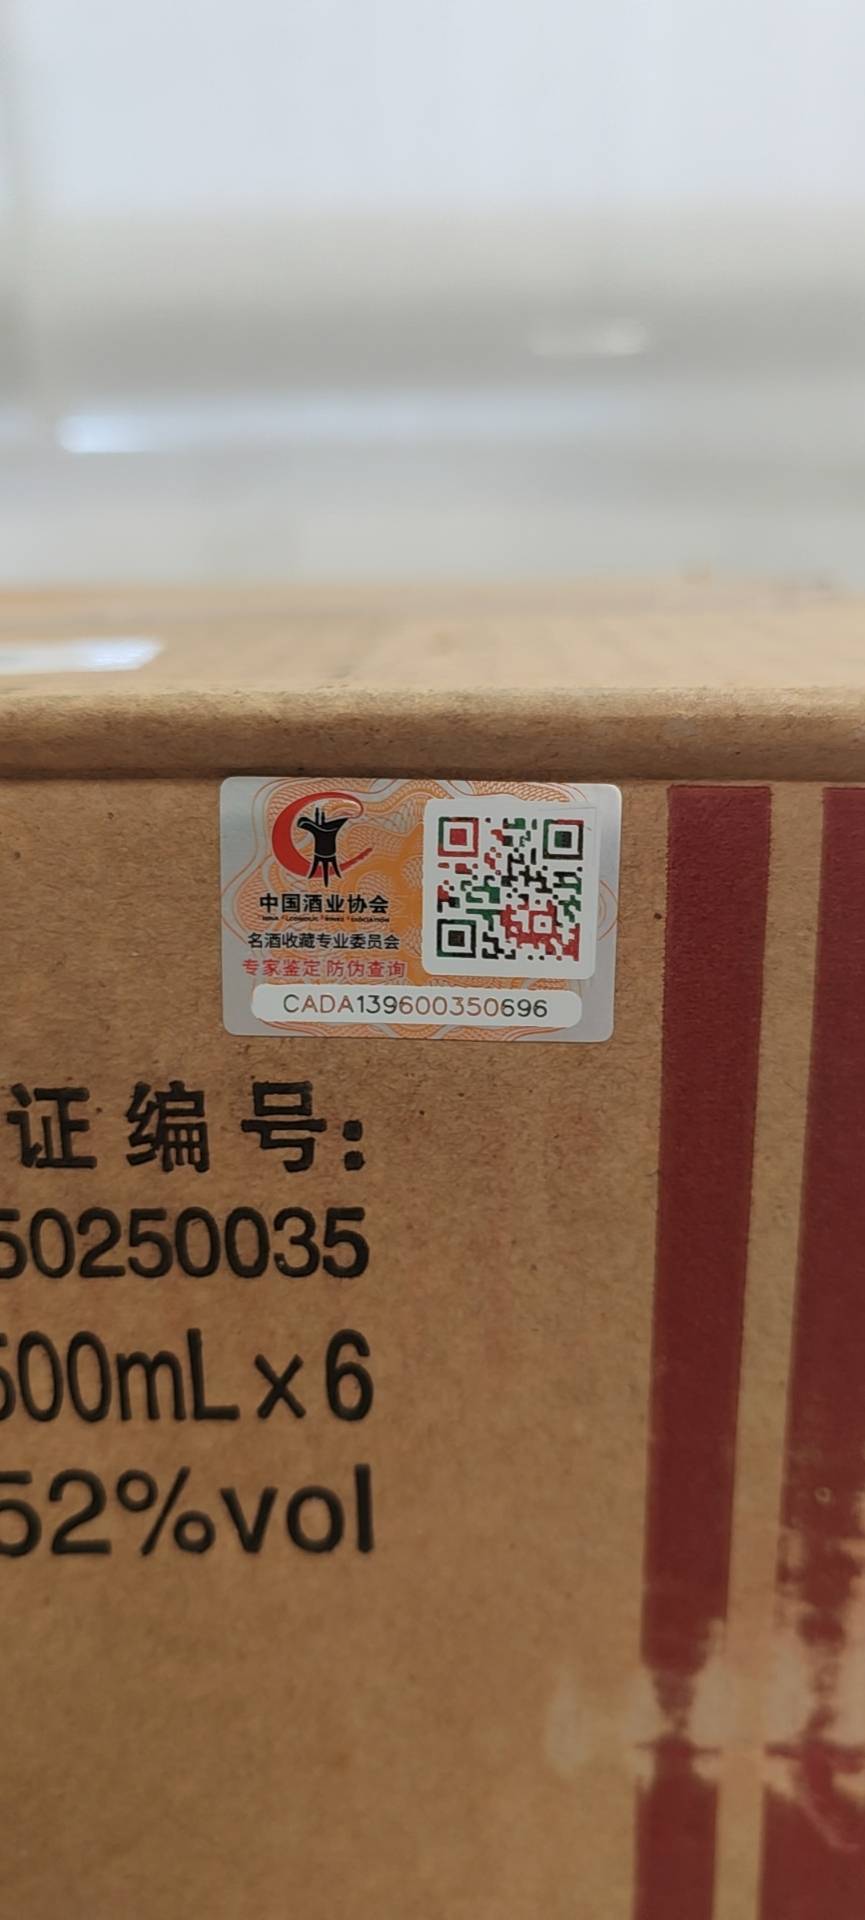 中国酒业协会
名酒收藏专业委员会
专家鉴定 防伪查询
CADA139600350696
证编号:
50250035
500mL×6
52%vol